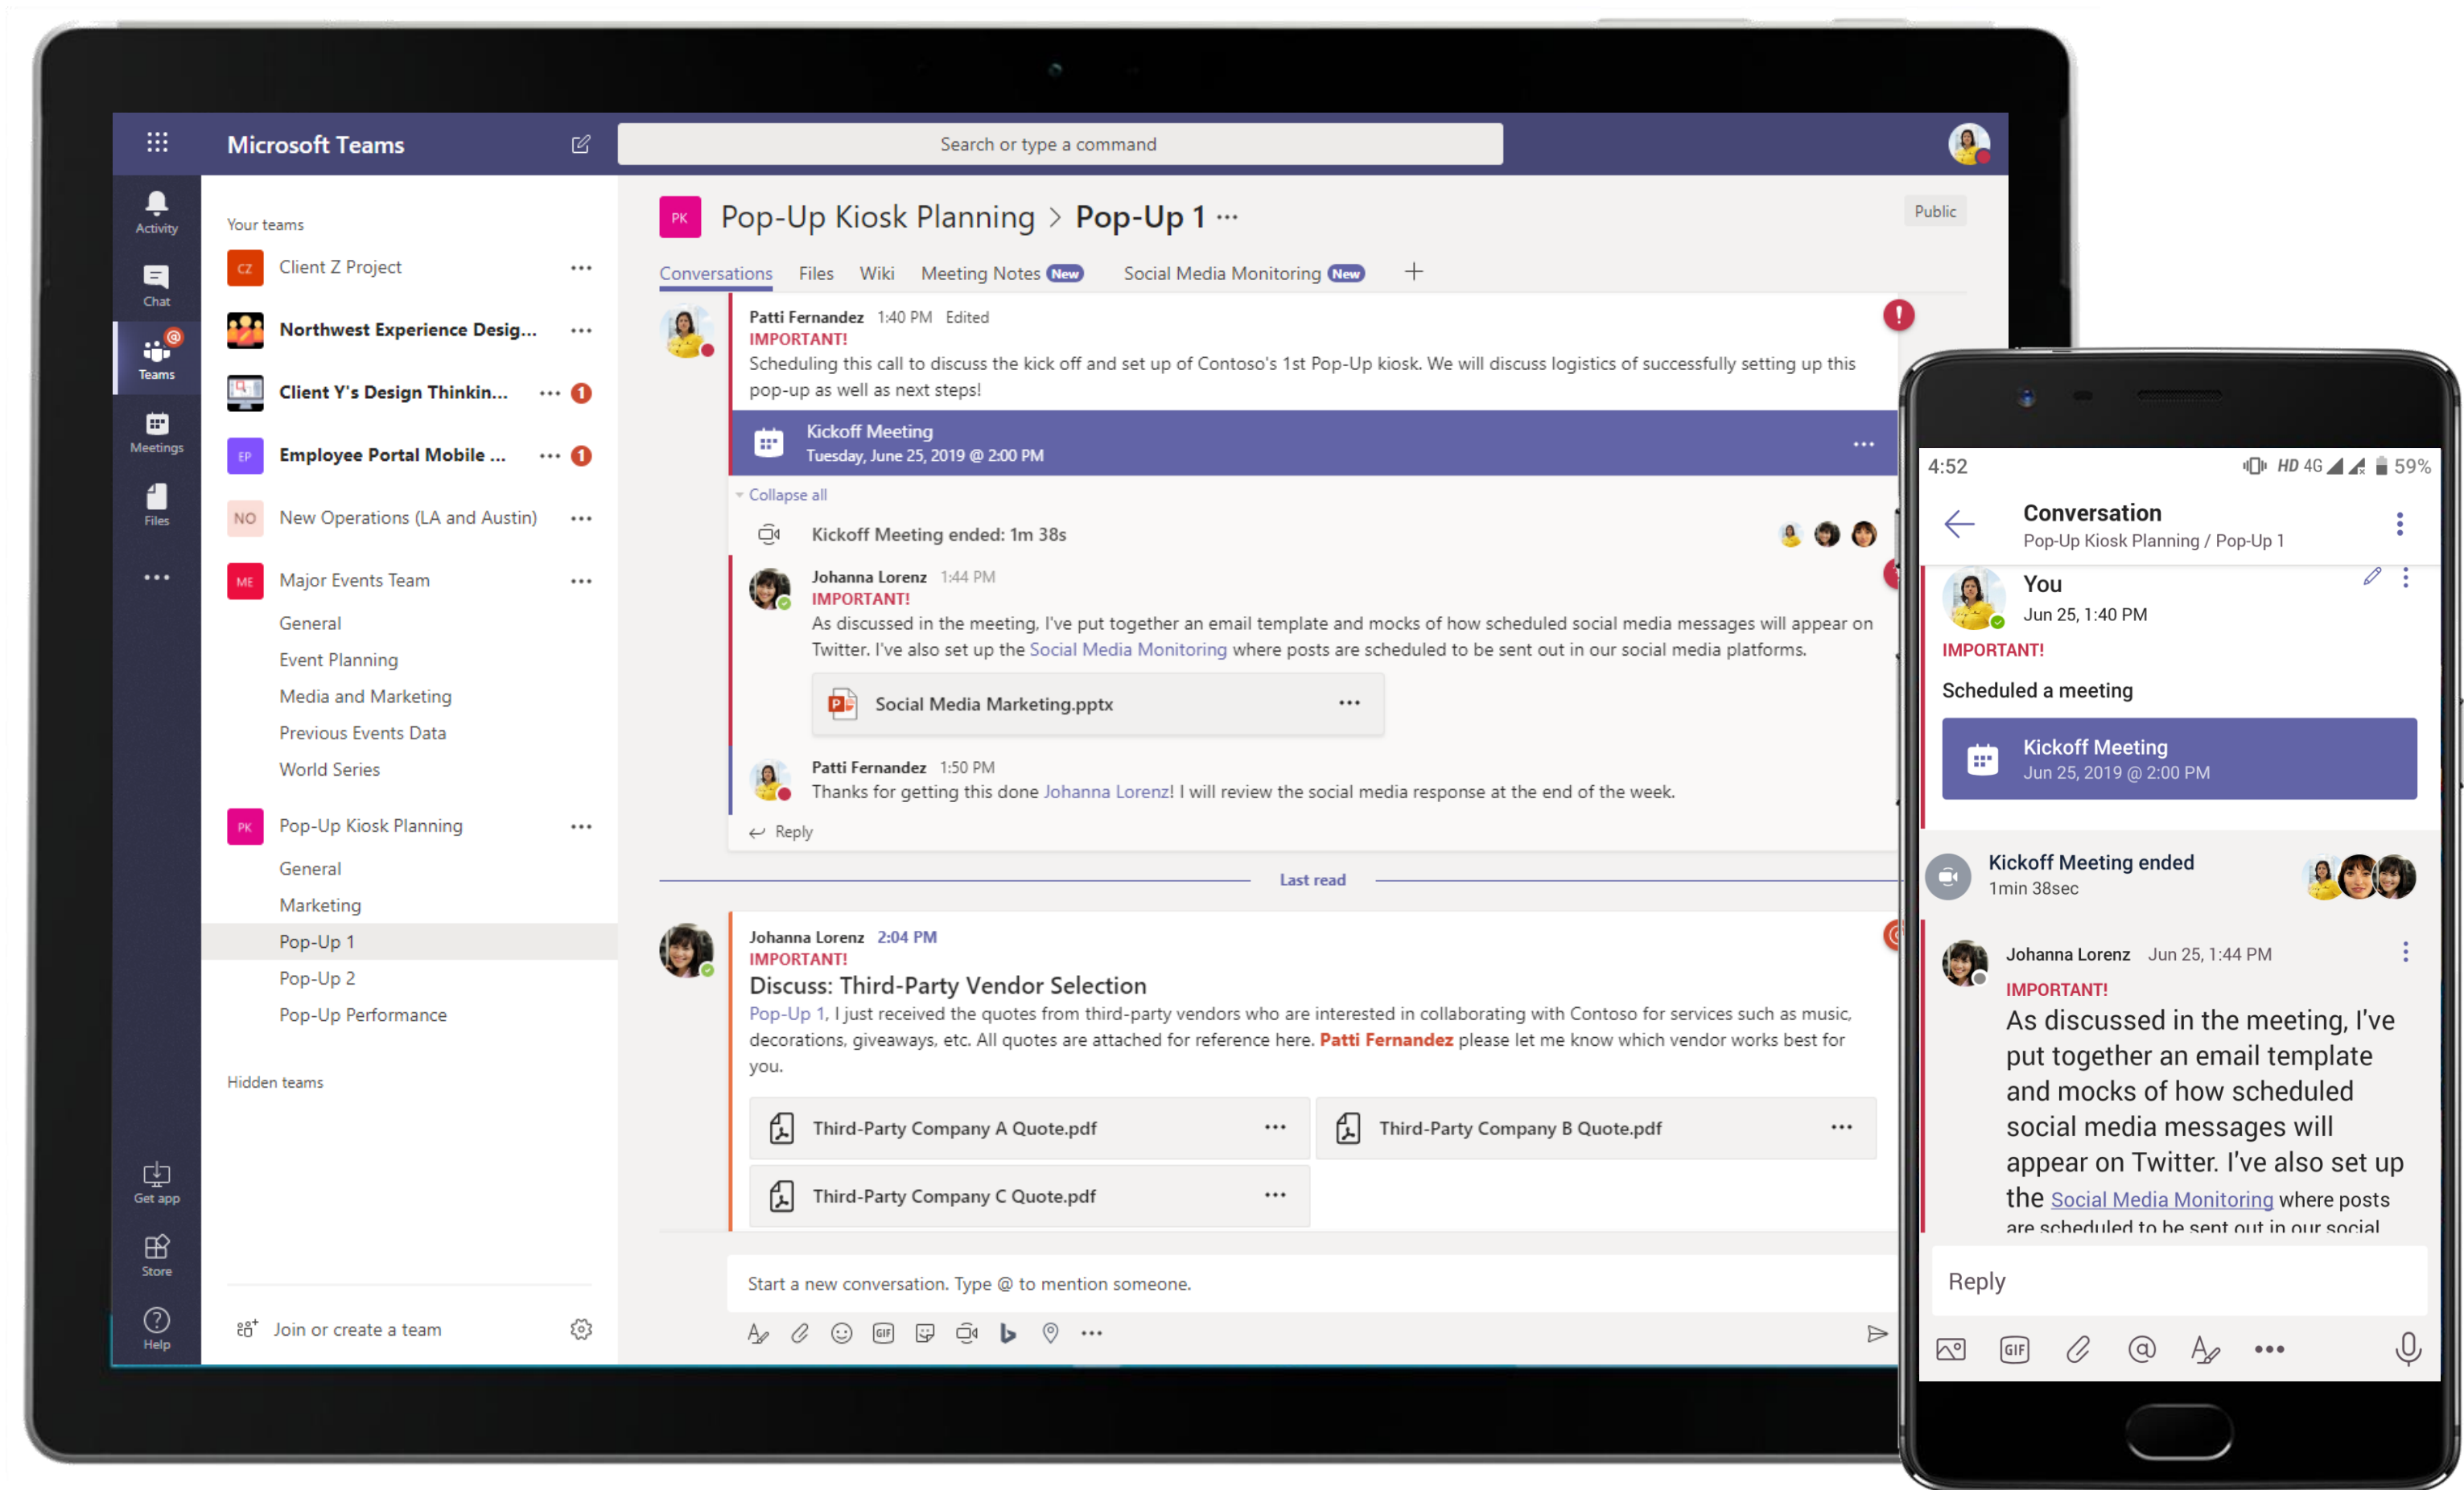 Microsoft Teams
Search or type a command
Activity
Chat
@
Teams
Meetings
Files
Get app
Store
Help
Your teams
CZ Client Z Project
Northwest Experience Desig...
Client Y's Design Thinkin... 1
EP Employee Portal Mobile ... 1
NO New Operations (LA and Austin)
ME Major Events Team
General
Event Planning
Media and Marketing
Previous Events Data
World Series
PK Pop-Up Kiosk Planning
General
Marketing
Pop-Up 1
Pop-Up 2
Pop-Up Performance
Hidden teams
Join or create a team
PK Pop-Up Kiosk Planning > Pop-Up 1 ...
Public
Conversations Files Wiki Meeting Notes New Social Media Monitoring New +
Patti Fernandez 1:40 PM Edited
IMPORTANT!
Scheduling this call to discuss the kick off and set up of Contoso's 1st Pop-Up kiosk. We will discuss logistics of successfully setting up this
pop-up as well as next steps!
Kickoff Meeting
Tuesday, June 25, 2019 @ 2:00 PM
Collapse all
Kickoff Meeting ended: 1m 38s
Johanna Lorenz 1:44 PM
IMPORTANT!
As discussed in the meeting, I've put together an email template and mocks of how scheduled social media messages will appear on
Twitter. I've also set up the Social Media Monitoring where posts are scheduled to be sent out in our social media platforms.
Social Media Marketing.pptx
Patti Fernandez 1:50 PM
Thanks for getting this done Johanna Lorenz! I will review the social media response at the end of the week.
Reply
Last read
Johanna Lorenz 2:04 PM
IMPORTANT!
Discuss: Third-Party Vendor Selection
Pop-Up 1, I just received the quotes from third-party vendors who are interested in collaborating with Contoso for services such as music,
decorations, giveaways, etc. All quotes are attached for reference here. Patti Fernandez please let me know which vendor works best for
you.
Third-Party Company A Quote.pdf
Third-Party Company B Quote.pdf
Third-Party Company C Quote.pdf
Start a new conversation. Type @ to mention someone.
GIF
4:52 HD 4G 59%
Conversation
Pop-Up Kiosk Planning / Pop-Up 1
You
Jun 25, 1:40 PM
IMPORTANT!
Scheduled a meeting
Kickoff Meeting
Jun 25, 2019 @ 2:00 PM
Kickoff Meeting ended
1min 38sec
Johanna Lorenz Jun 25, 1:44 PM
IMPORTANT!
As discussed in the meeting, I've
put together an email template
and mocks of how scheduled
social media messages will
appear on Twitter. I've also set up
the Social Media Monitoring where posts
are scheduled to be sent out in our social
Reply
GIF @